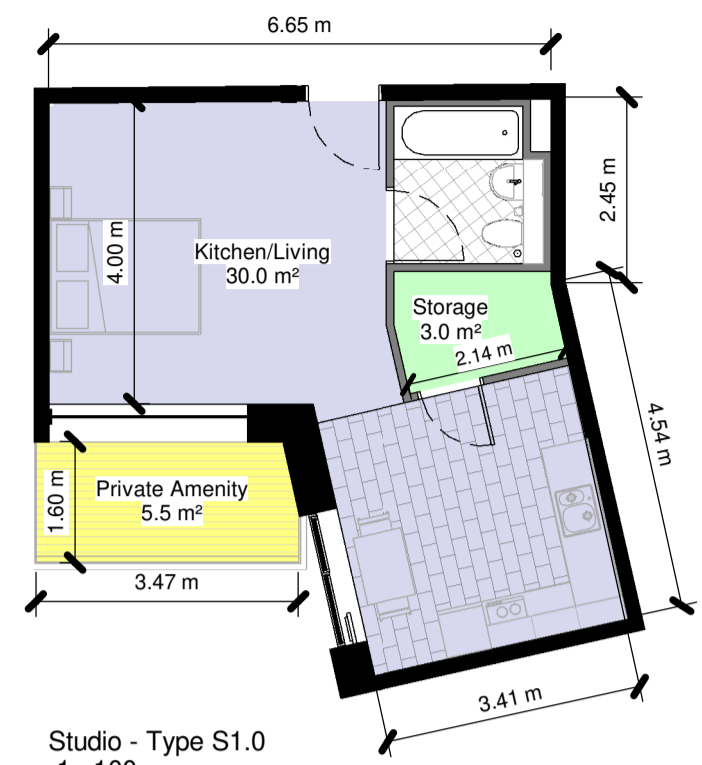 6.65 m
2.45 m
4.00 m
Kitchen/Living
30.0 m²
Storage
3.0 m²
2.14 m
4.54 m
1.60 m
Private Amenity
5.5 m²
3.47 m
3.41 m
Studio - Type S1.0